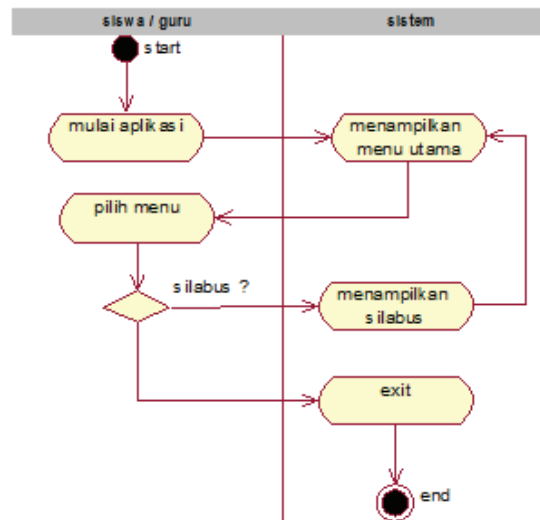 siswa / guru
sistem
start
mulai aplikasi
menampilkan
menu utama
pilih menu
silabus ?
menampilkan
silabus
exit
end